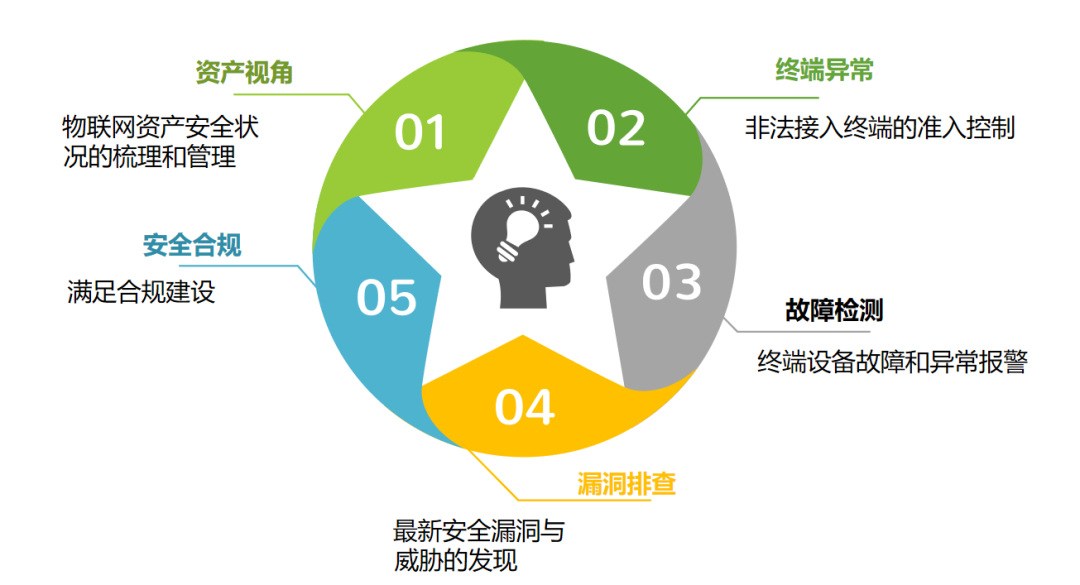 资产视角
01
物联网资产安全状
况的梳理和管理
终端异常
02
非法接入终端的准入控制
03
故障检测
终端设备故障和异常报警
04
漏洞排查
最新安全漏洞与
威胁的发现
安全合规
05
满足合规建设